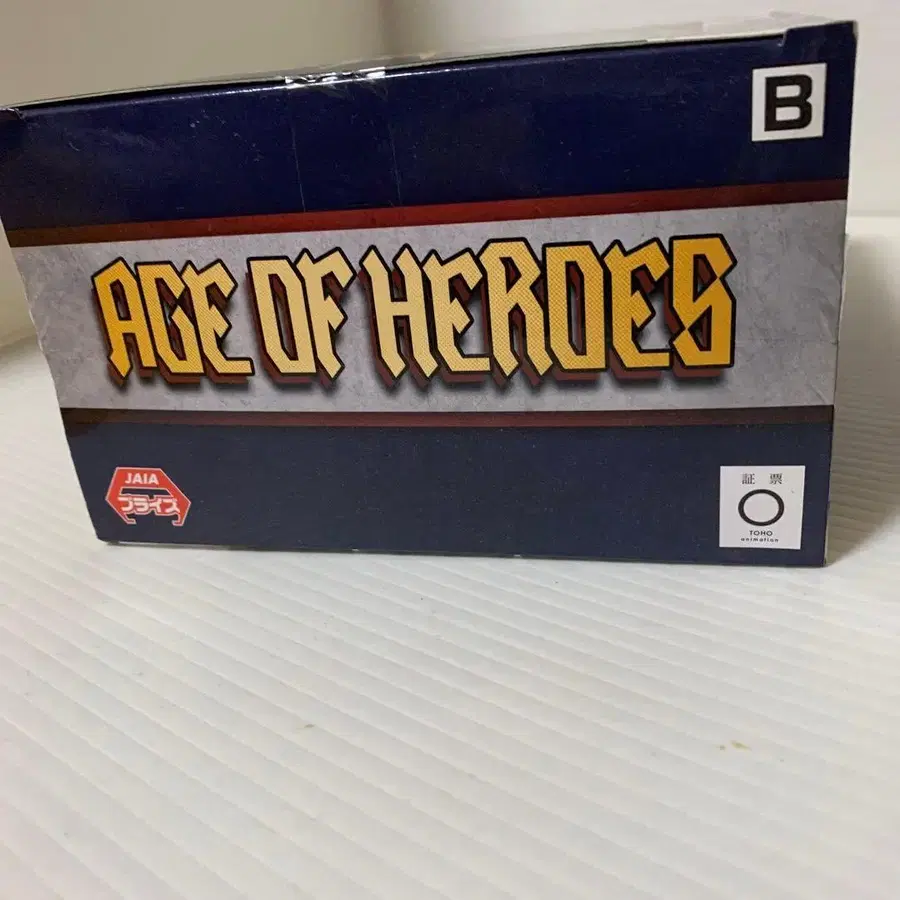 B
AGE OF HEROES
JAIA
プライズ
証票
TOHO
animation